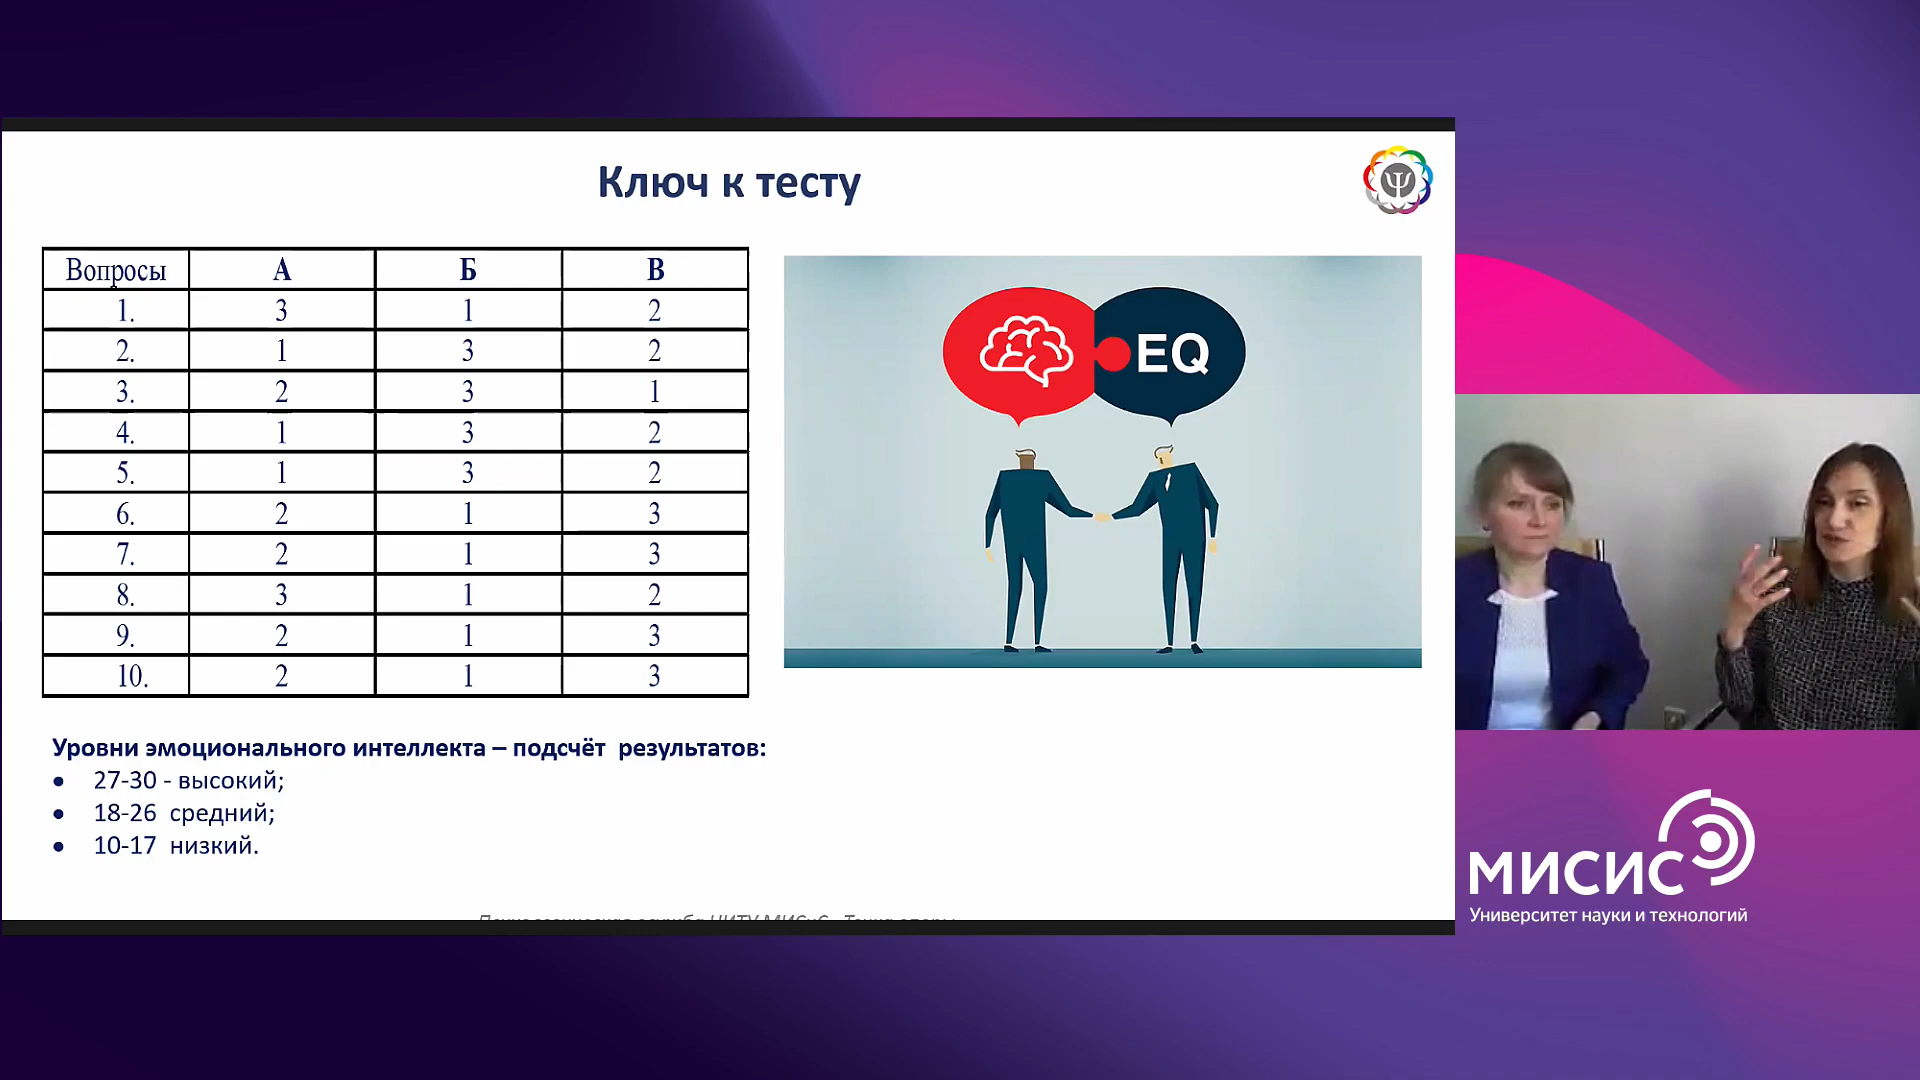 Ключ к тесту
Вопросы А Б В
1. 3 1 2
2. 1 3 2
3. 2 3 1
4. 1 3 2
5. 1 3 2
6. 2 1 3
7. 2 1 3
8. 3 1 2
9. 2 1 3
10. 2 1 3
EQ
Уровни эмоционального интеллекта – подсчёт результатов:
• 27-30 - высокий;
• 18-26 средний;
• 10-17 низкий.
МИСИС
Университет науки и технологий